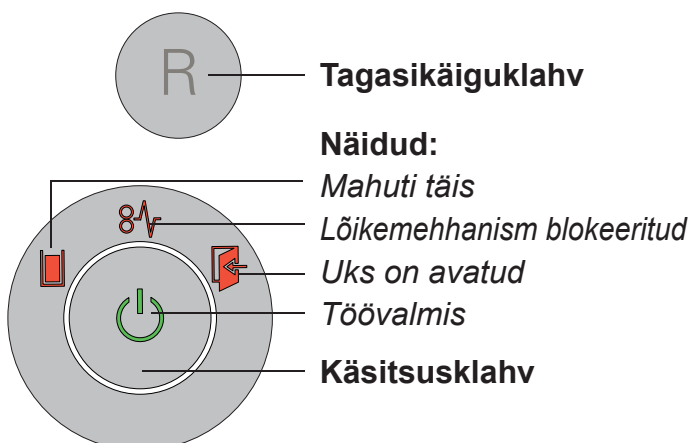 R
Tagasikäiguklahv
Näidud:
Mahuti täis
Lõikemehhanism blokeeritud
Uks on avatud
Töövalmis
Käsitsusklahv